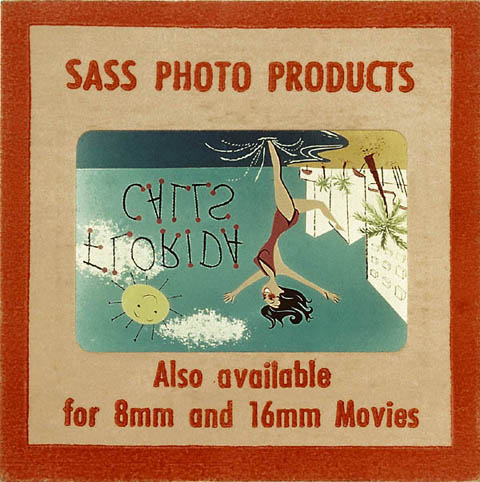 SASS PHOTO PRODUCTS
FLORIDA
CALLS
Also available
for 8mm and 16mm Movies